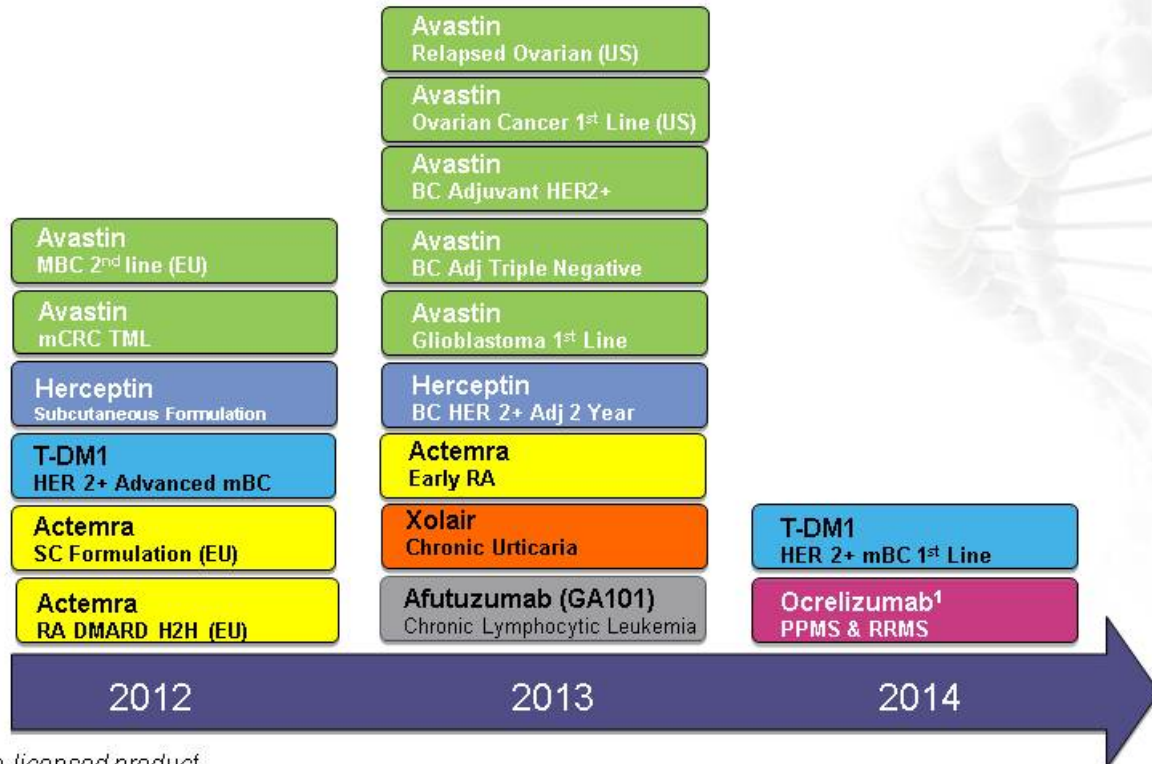 Avastin
MBC 2nd line (EU)
Avastin
mCRC TML
Herceptin
Subcutaneous Formulation
T-DM1
HER 2+ Advanced mBC
Actemra
SC Formulation (EU)
Actemra
RA DMARD H2H (EU)
Avastin
Relapsed Ovarian (US)
Avastin
Ovarian Cancer 1st Line (US)
Avastin
BC Adjuvant HER2+
Avastin
BC Adj Triple Negative
Avastin
Glioblastoma 1st Line
Herceptin
BC HER 2+ Adj 2 Year
Actemra
Early RA
Xolair
Chronic Urticaria
Afutuzumab (GA101)
Chronic Lymphocytic Leukemia
T-DM1
HER 2+ mBC 1st Line
Ocrelizumab1
PPMS & RRMS
2012
2013
2014
licensed product